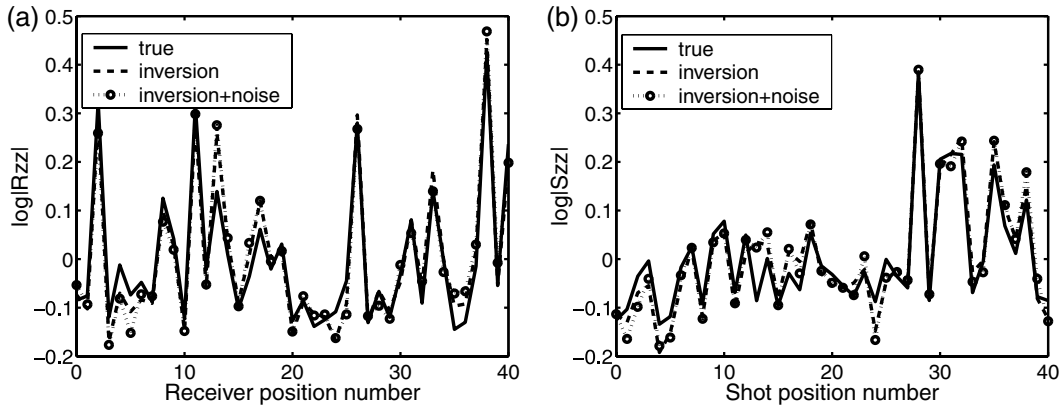 (a)
0.5
0.4
0.3
0.2
0.1
0
−0.1
−0.2
log|Rzz|
true
inversion
inversion+noise
0 10 20 30 40
Receiver position number
(b)
0.5
0.4
0.3
0.2
0.1
0
−0.1
−0.2
log|Szz|
true
inversion
inversion+noise
0 10 20 30 40
Shot position number